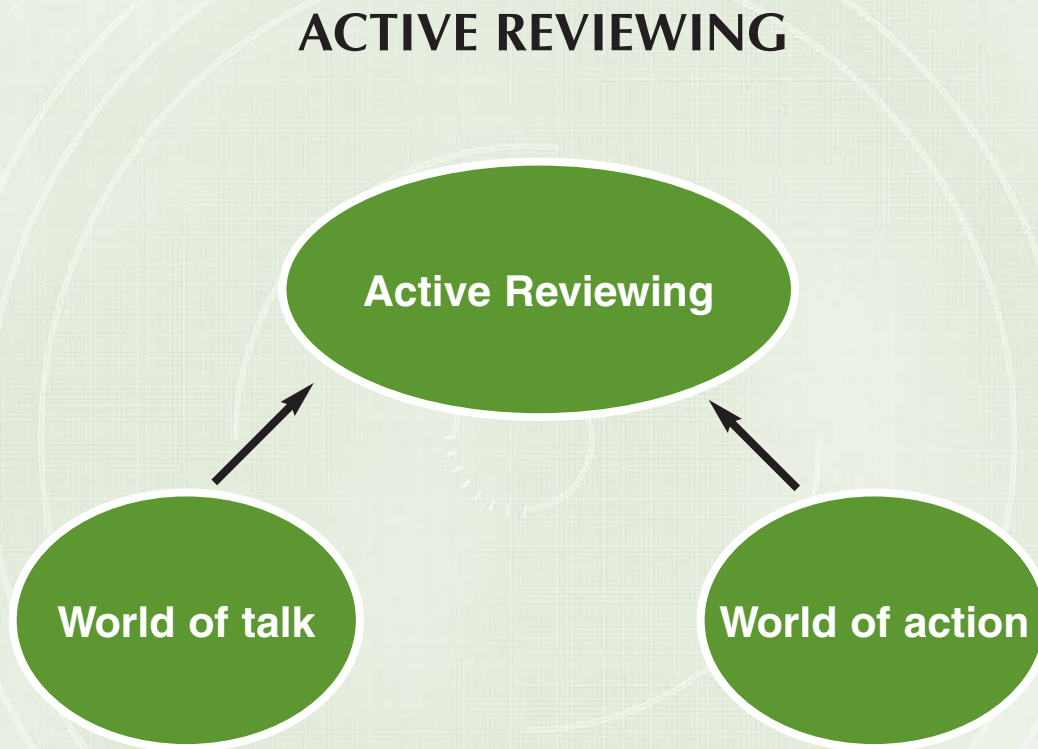 ACTIVE REVIEWING
Active Reviewing
World of talk
World of action